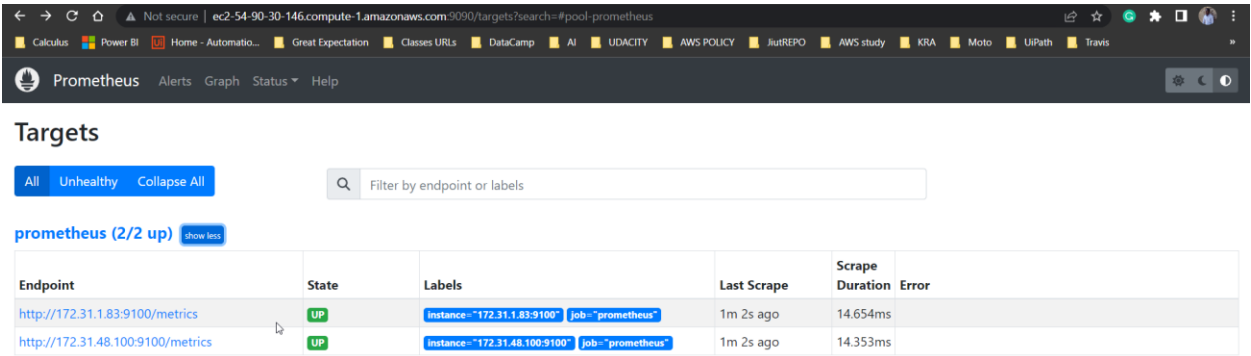 Not secure | ec2-54-90-30-146.compute-1.amazonaws.com:9090/targets?search=#pool-prometheus
Calculus Power BI Ui Home - Automatio... Great Expectation Classes URLs DataCamp AI UDACITY AWS POLICY JiutREPO AWS study KRA Moto UiPath Travis »
Prometheus Alerts Graph Status Help
Targets
All Unhealthy Collapse All Filter by endpoint or labels
prometheus (2/2 up) show less
Endpoint State Labels Last Scrape Scrape Duration Error
http://172.31.1.83:9100/metrics UP instance="172.31.1.83:9100" job="prometheus" 1m 2s ago 14.654ms
http://172.31.48.100:9100/metrics UP instance="172.31.48.100:9100" job="prometheus" 1m 2s ago 14.353ms